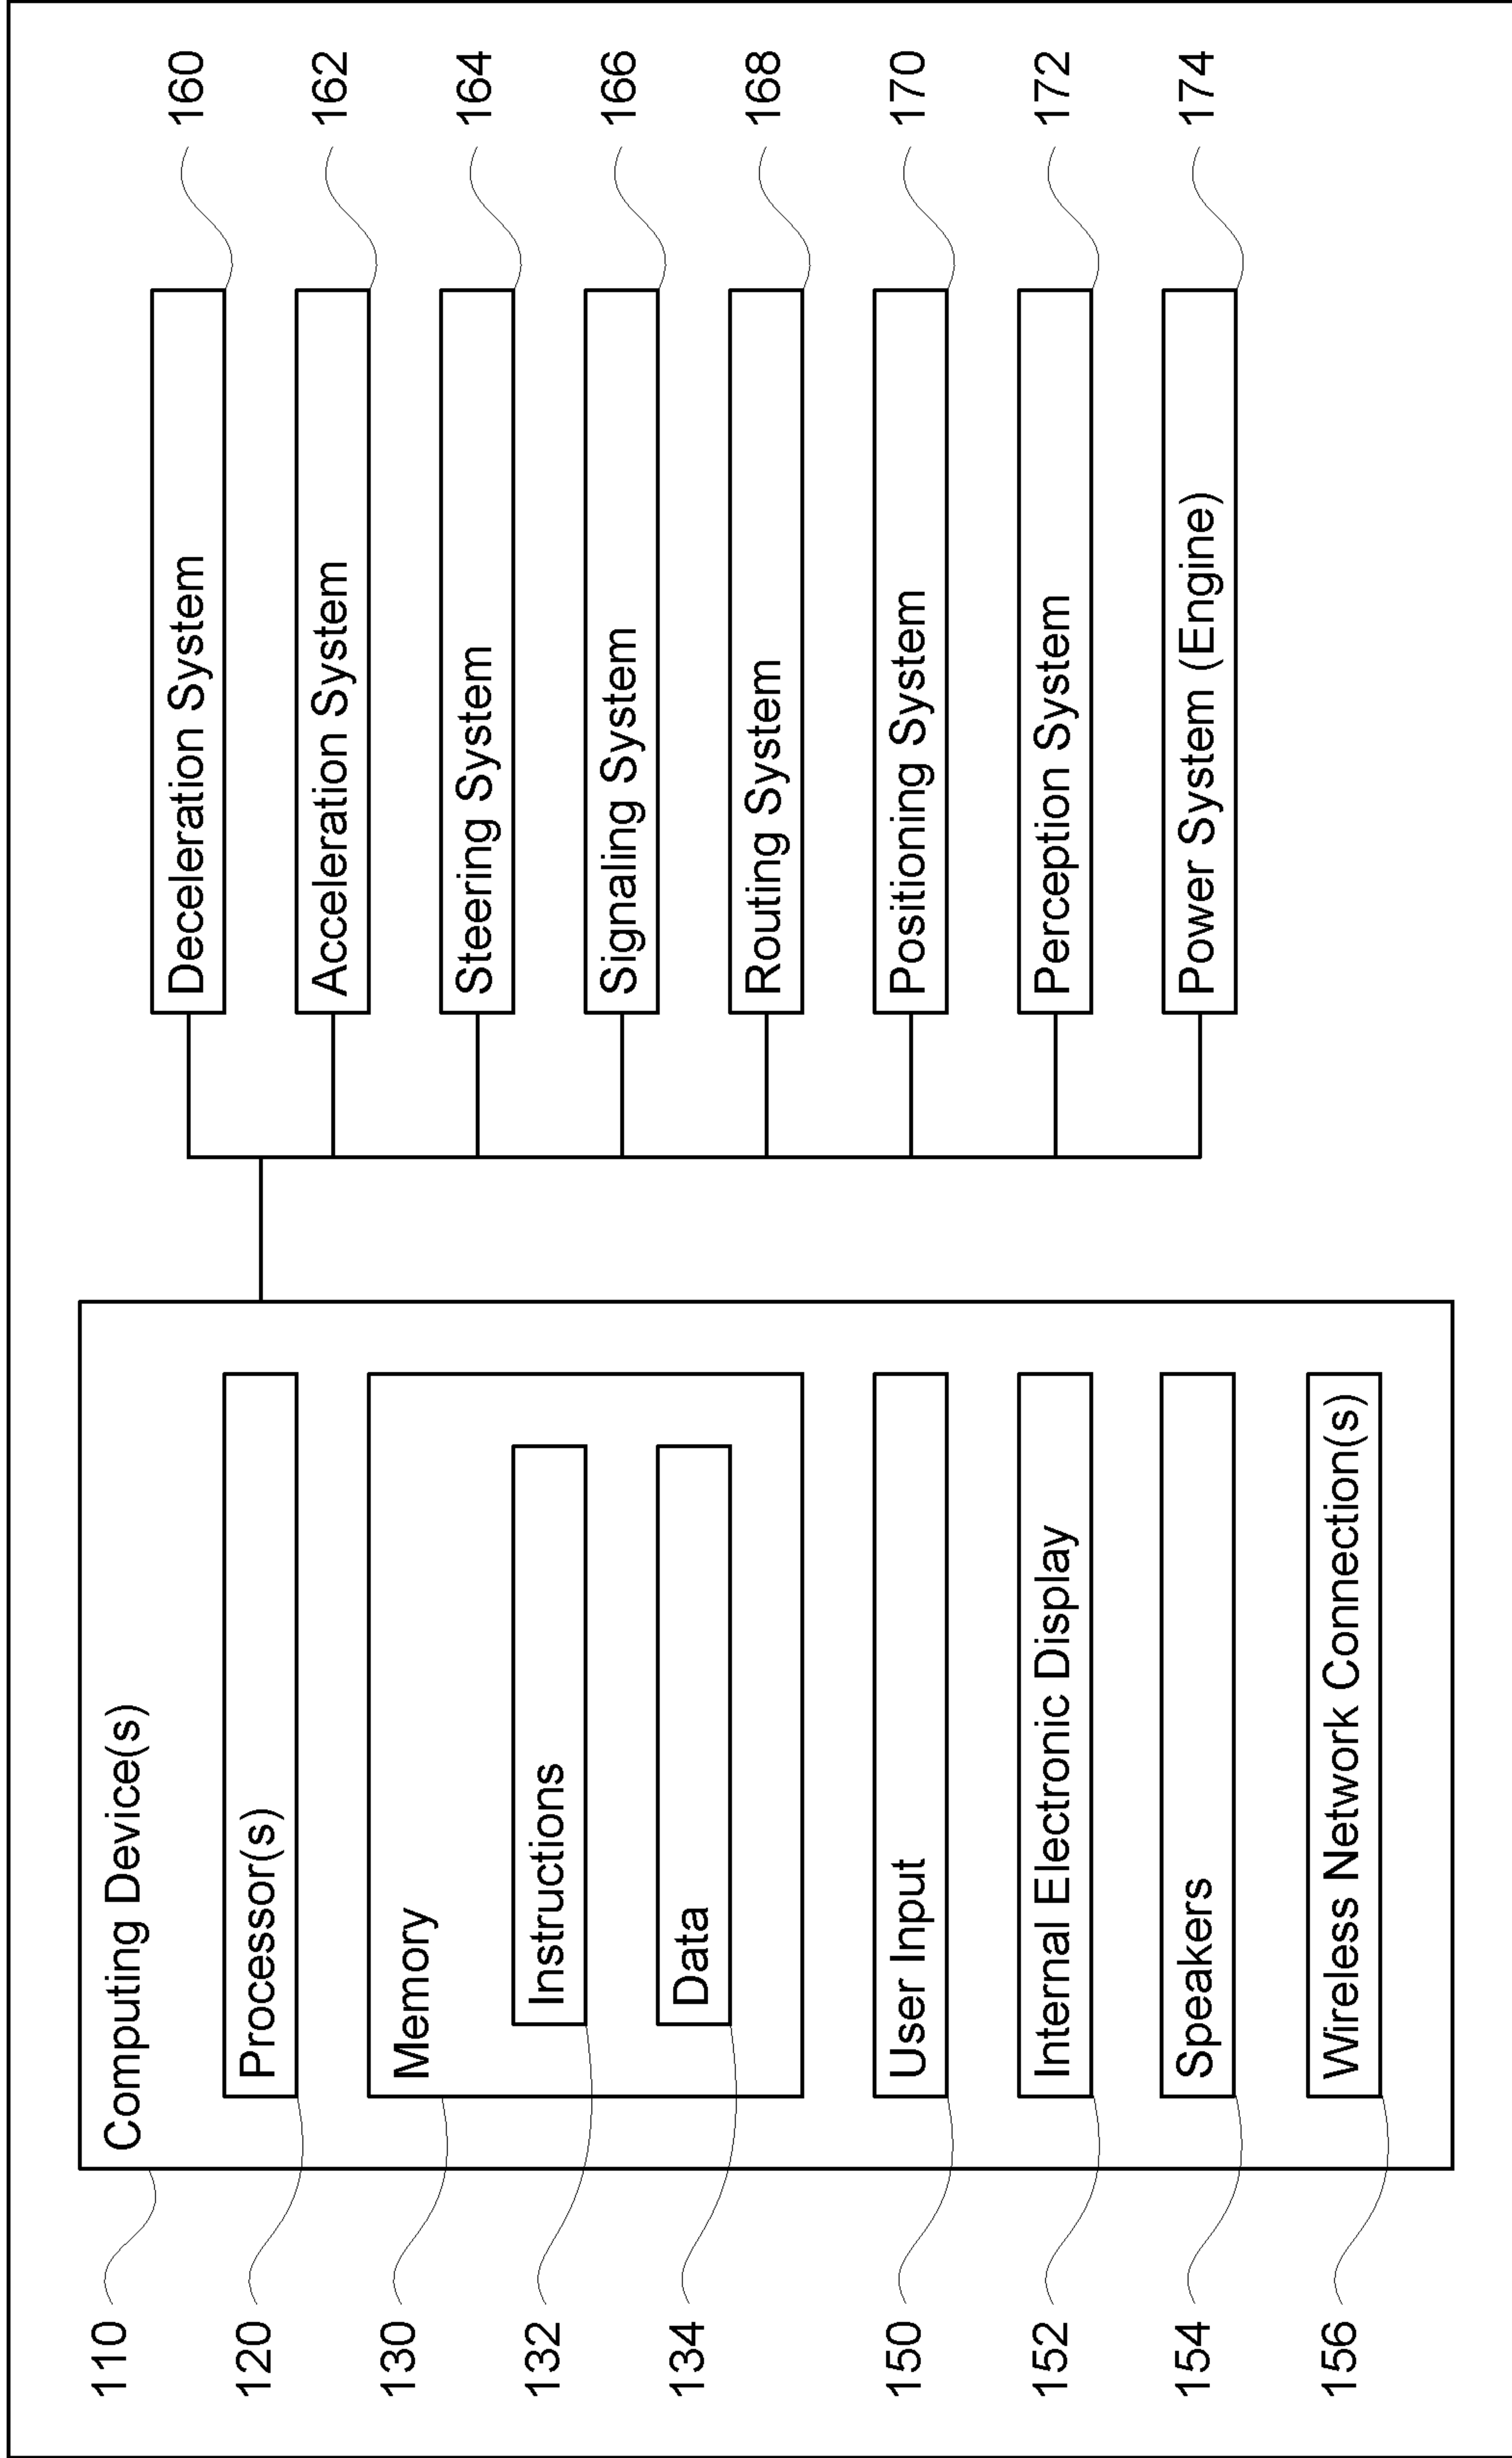 110
Computing Device(s)
120
Processor(s)
130
Memory
132
Instructions
134
Data
150
User Input
152
Internal Electronic Display
154
Speakers
156
Wireless Network Connection(s)
Deceleration System
160
Acceleration System
162
Steering System
164
Signaling System
166
Routing System
168
Positioning System
170
Perception System
172
Power System (Engine)
174